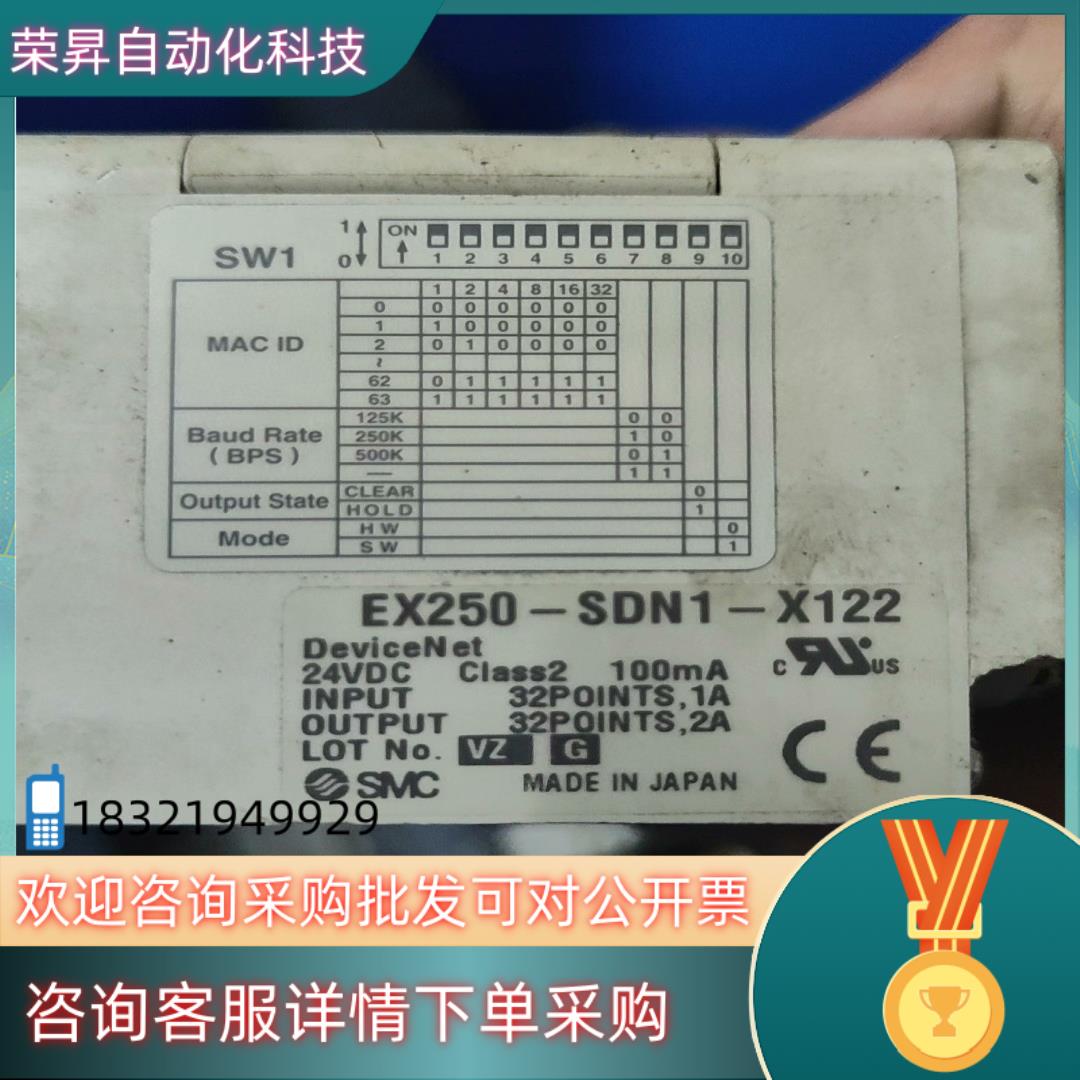 荣昇自动化科技
SW1
1
0
ON
1 2 3 4 5 6 7 8 9 10
MAC ID
1 2 4 8 16 32
0 0 0 0 0 0 0
1 1 0 0 0 0 0
2 0 1 0 0 0 0
~
62 0 1 1 1 1 1
63 1 1 1 1 1 1
Baud Rate
(BPS)
125K 0 0
250K 1 0
500K 0 1
— 1 1
Output State
CLEAR 0
HOLD 1
Mode
HW 0
SW 1
EX250-SDN1-X122
DeviceNet
24VDC Class2 100mA
INPUT 32POINTS,1A
OUTPUT 32POINTS,2A
LOT No. VZ G
C RU US
CE
SMC MADE IN JAPAN
18321949929
欢迎咨询采购批发可对公开票
咨询客服详情下单采购